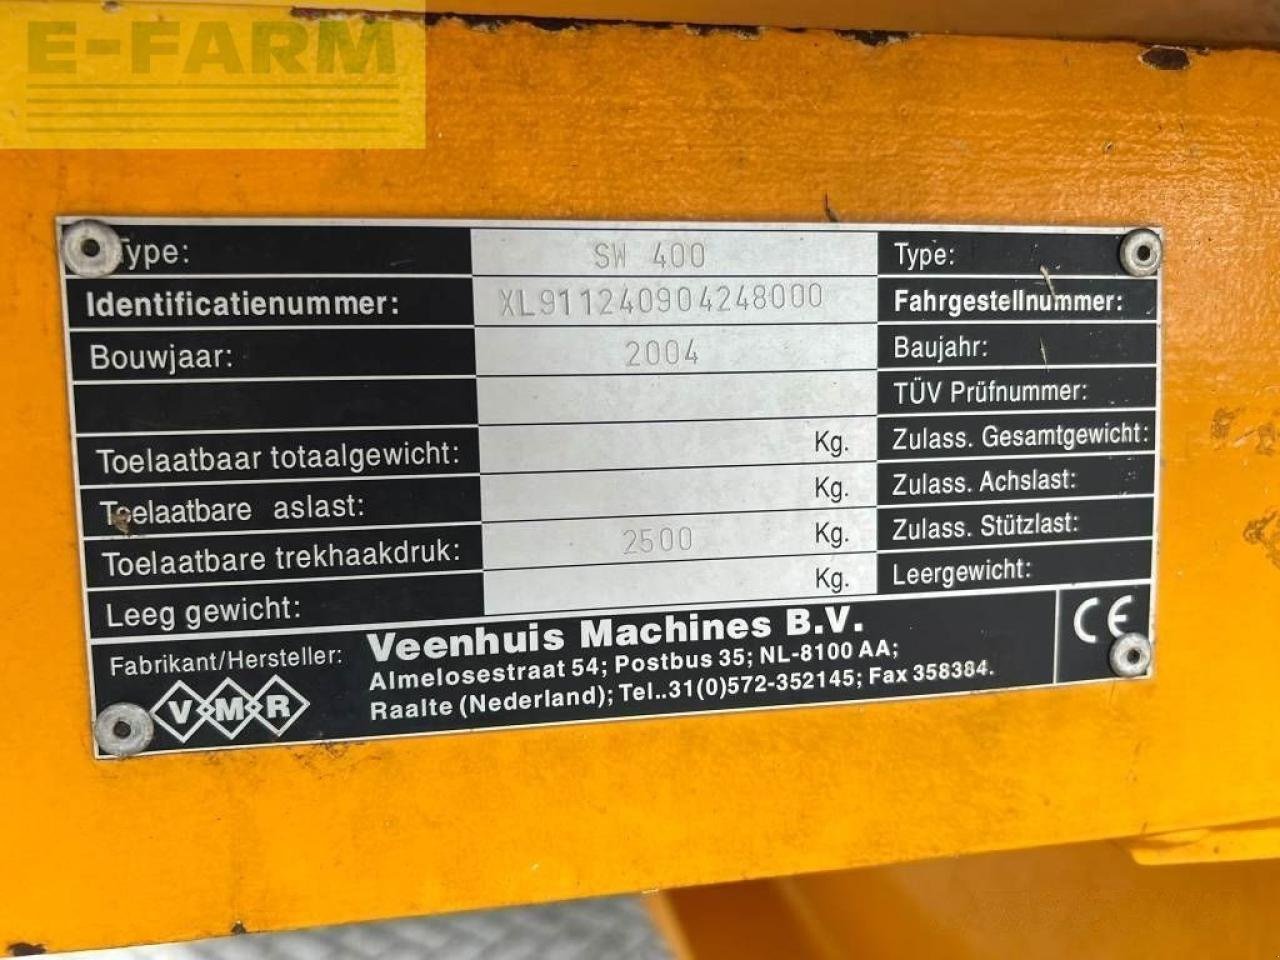 E-FARM
Type: SW 400 Type:
Identificatienummer: XL911240904248000 Fahrgestellnummer:
Bouwjaar: 2004 Baujahr:
TÜV Prüfnummer:
Toelaatbaar totaalgewicht: Kg. Zulass. Gesamtgewicht:
Toelaatbare aslast: Kg. Zulass. Achslast:
Toelaatbare trekhaakdruk: 2500 Kg. Zulass. Stützlast:
Leeg gewicht: Kg. Leergewicht:
Fabrikant/Hersteller: Veenhuis Machines B.V. CE
Almelosestraat 54; Postbus 35; NL-8100 AA;
Raalte (Nederland); Tel..31(0)572-352145; Fax 358384.
VMR